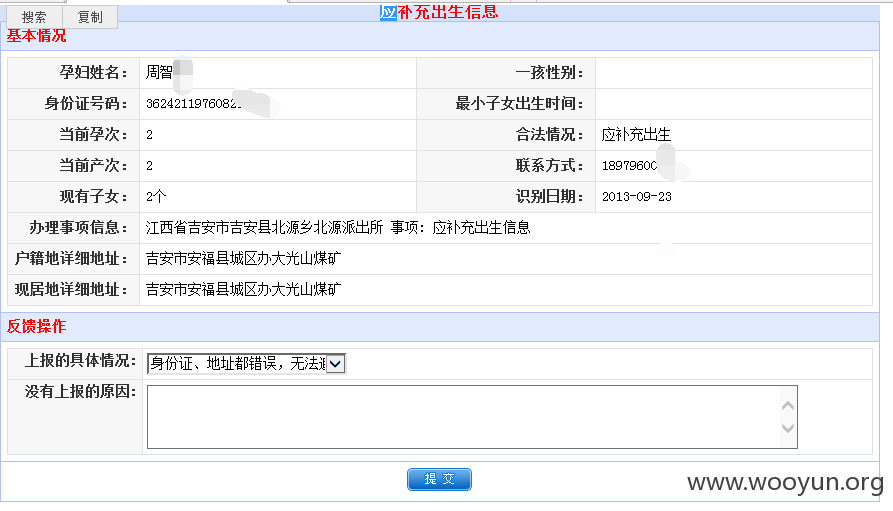 搜索 复制
应补充出生信息
基本情况
孕妇姓名： 周智 一孩性别：
身份证号码： 3624211976082 最小子女出生时间：
当前孕次： 2 合法情况： 应补充出生
当前产次： 2 联系方式： 1897960
现有子女： 2个 识别日期： 2013-09-23
办理事项信息： 江西省吉安市吉安县北源乡北源派出所 事项：应补充出生信息
户籍地详细地址： 吉安市安福县城区办大光山煤矿
现居地详细地址： 吉安市安福县城区办大光山煤矿
反馈操作
上报的具体情况： 身份证、地址都错误，无法
没有上报的原因：
提 交
www.wooyun.org